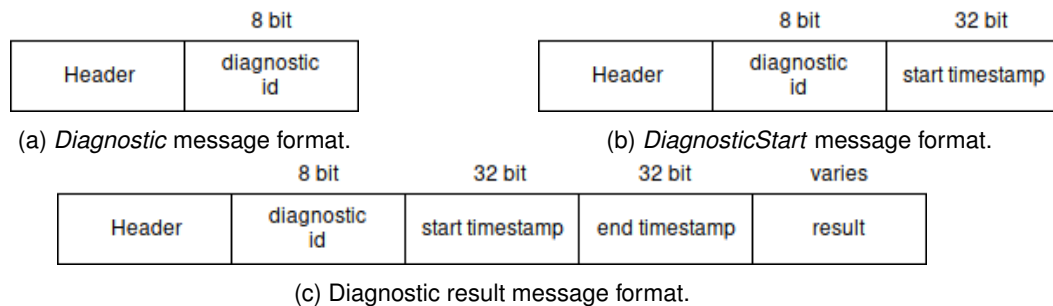 8 bit
Header
diagnostic
id
(a) Diagnostic message format.
8 bit 32 bit
Header
diagnostic
id
start timestamp
(b) DiagnosticStart message format.
8 bit 32 bit 32 bit varies
Header
diagnostic
id
start timestamp
end timestamp
result
(c) Diagnostic result message format.